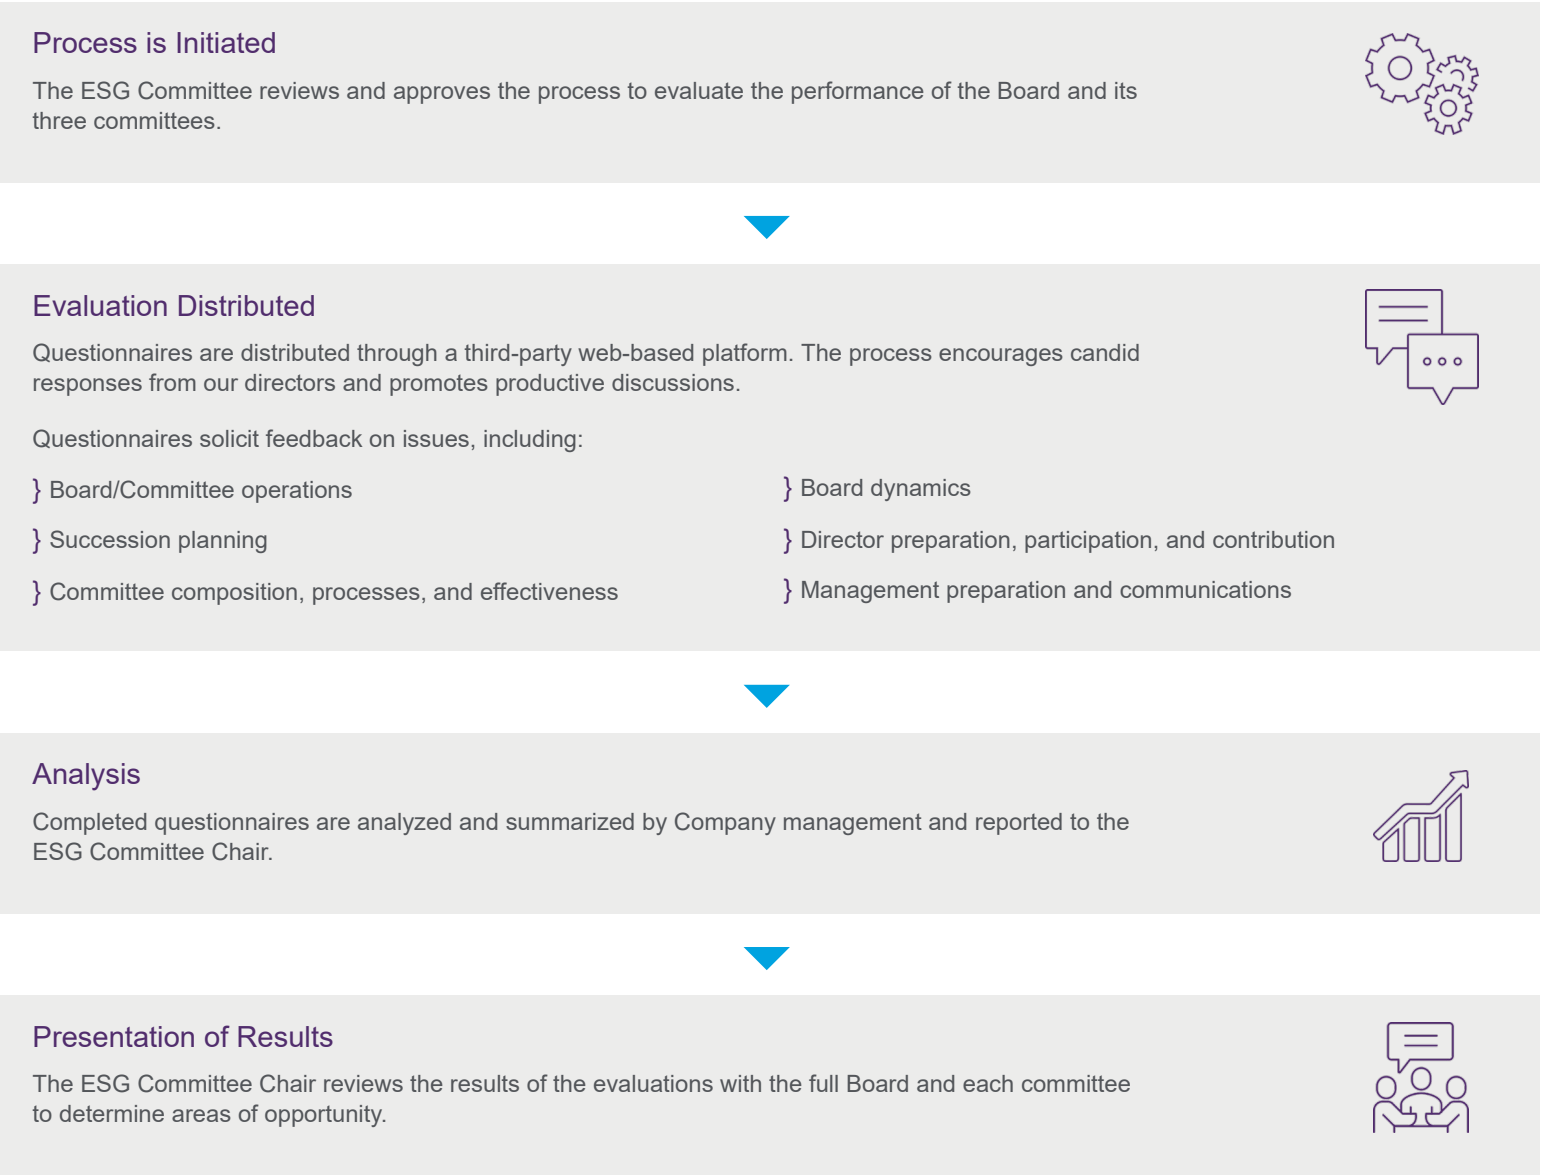 Process is Initiated
The ESG Committee reviews and approves the process to evaluate the performance of the Board and its
three committees.
Evaluation Distributed
Questionnaires are distributed through a third-party web-based platform. The process encourages candid
responses from our directors and promotes productive discussions.
Questionnaires solicit feedback on issues, including:
} Board/Committee operations
} Succession planning
} Committee composition, processes, and effectiveness
} Board dynamics
} Director preparation, participation, and contribution
} Management preparation and communications
Analysis
Completed questionnaires are analyzed and summarized by Company management and reported to the
ESG Committee Chair.
Presentation of Results
The ESG Committee Chair reviews the results of the evaluations with the full Board and each committee
to determine areas of opportunity.